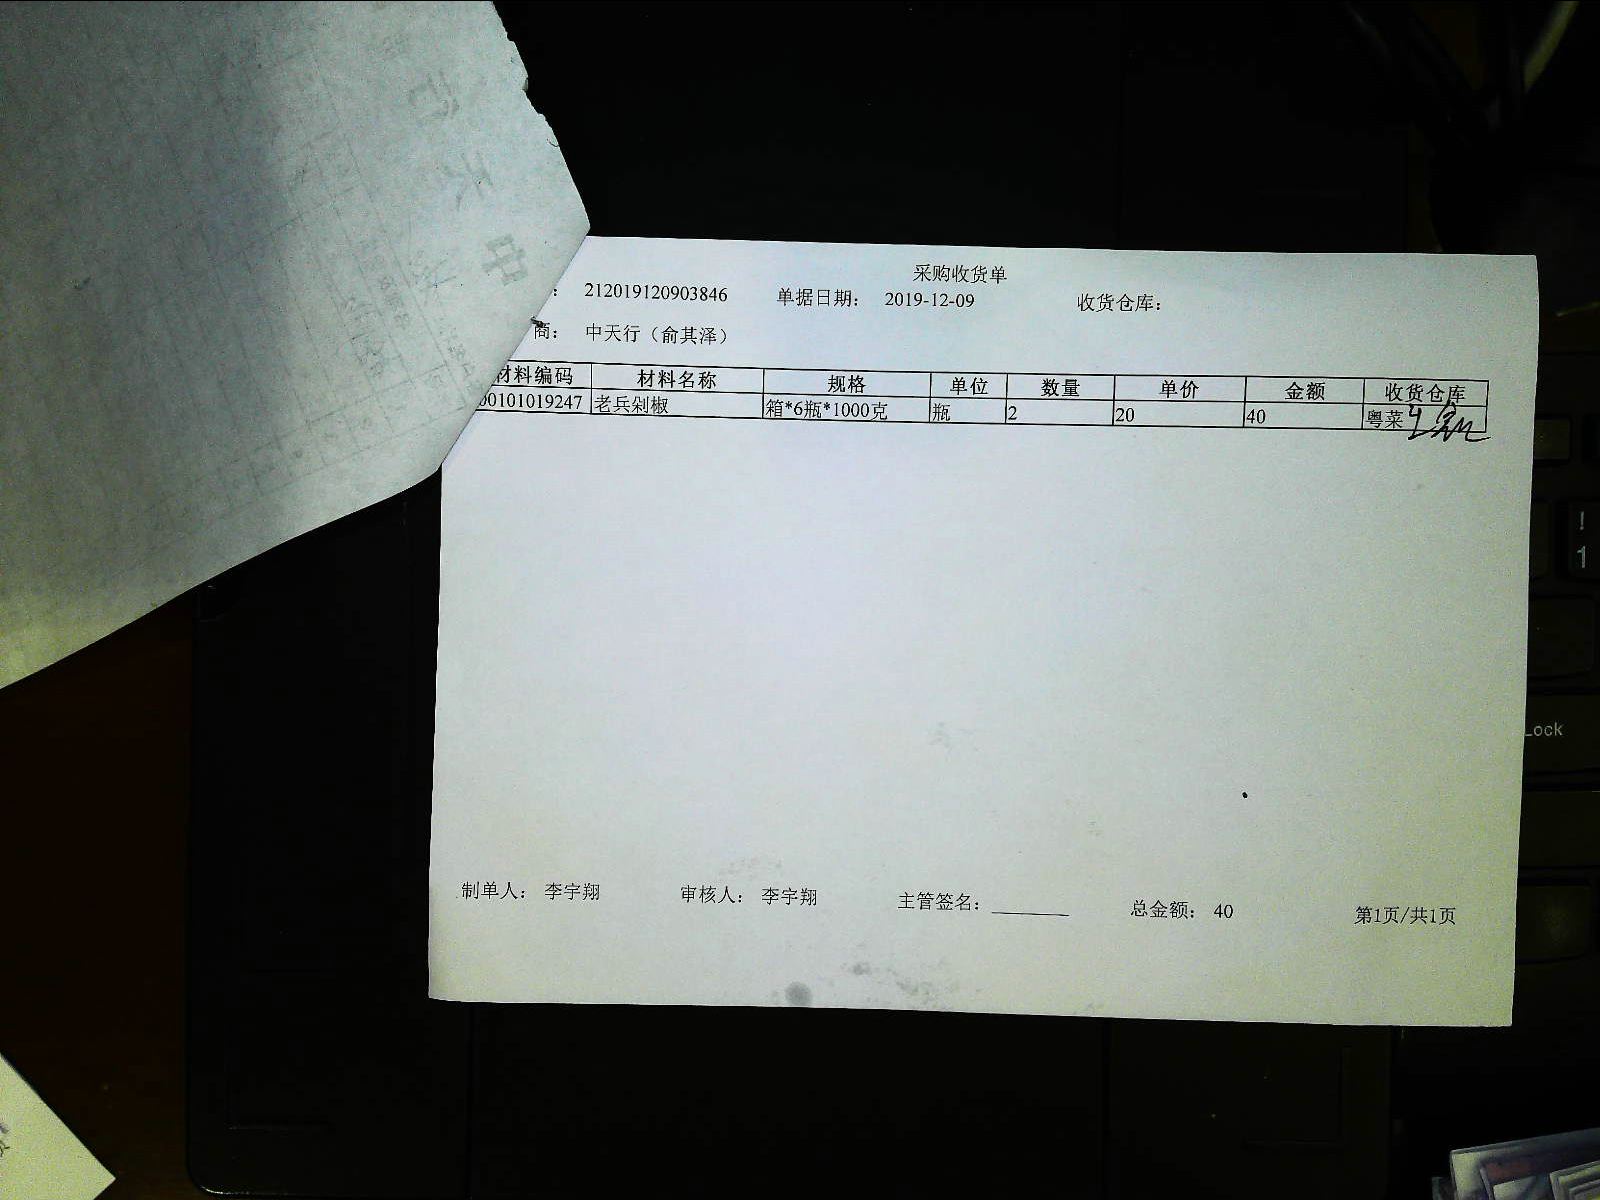 采购收货单
: 212019120903846 单据日期: 2019-12-09 收货仓库:
商: 中天行（俞其泽）
材料编码 材料名称 规格 单位 数量 单价 金额 收货仓库
00101019247 老兵剁椒 箱*6瓶*1000克 瓶 2 20 40 粤菜
制单人: 李宇翔 审核人: 李宇翔 主管签名: 总金额: 40 第1页/共1页
!
1
Lock
中
天